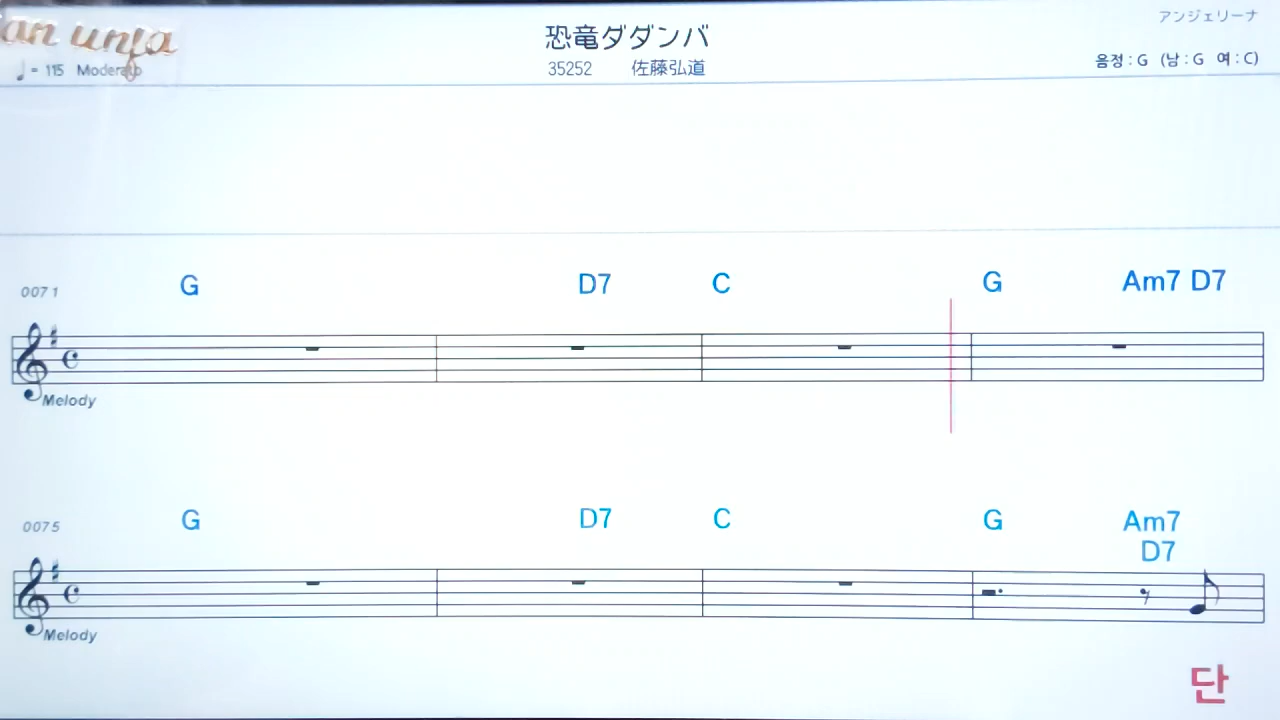 アンジェリーナ
恐竜ダダンバ
♩= 115 Moderato
35252 佐藤弘道
음정 : G (남 : G 여 : C)
0071 G D7 C G Am7 D7
Melody
0075 G D7 C G Am7
D7
Melody
단